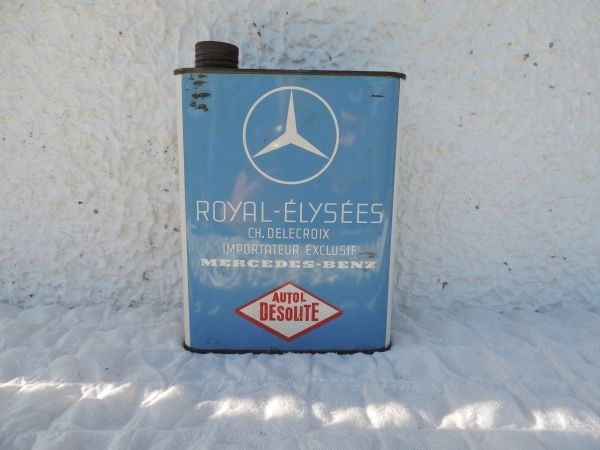 ROYAL-ÉLYSÉES
CH. DELECROIX
IMPORTATEUR EXCLUSIF
MERCEDES-BENZ
AUTOL
DESOLITE